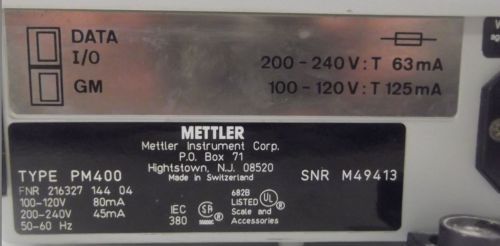 DATA
I/O
GM
200-240V:T 63mA
100-120V:T 125mA
METTLER
Mettler Instrument Corp.
P.O. Box 71
Hightstown, N.J. 08520
Made in Switzerland
TYPE PM400
SNR M49413
FNR 216327 144 04
100-120V 80mA
200-240V 45mA
50-60 Hz
IEC
380
682B
LISTED
Scale and
Accessories